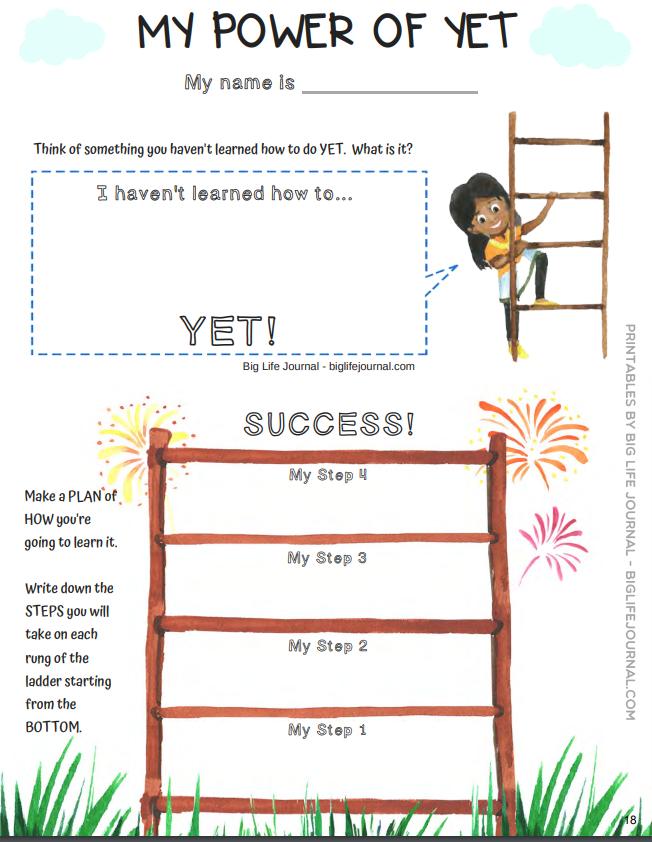 MY POWER OF YET
My name is
Think of something you haven't learned how to do YET. What is it?
I haven't learned how to...
YET!
Big Life Journal - biglifejournal.com
SUCCESS!
My Step 4
Make a PLAN of
HOW you're
going to learn it.
My Step 3
Write down the
STEPS you will
take on each
rung of the
ladder starting
from the
BOTTOM.
My Step 2
My Step 1
PRINTABLES BY BIG LIFE JOURNAL - BIGLIFEJOURNAL.COM
18